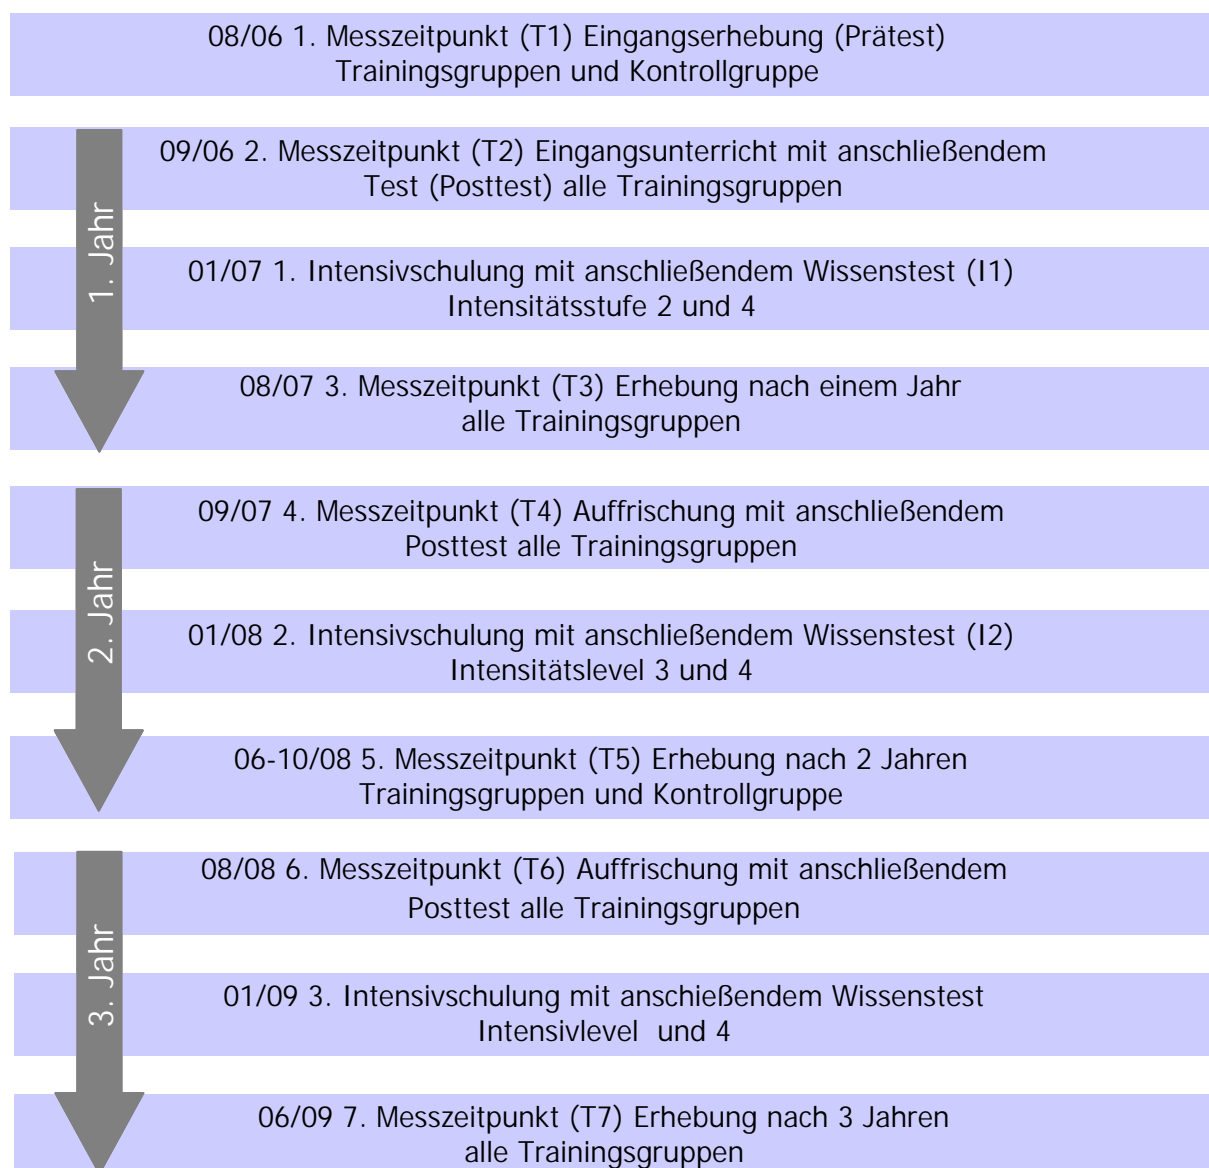 08/06 1. Messzeitpunkt (T1) Eingangserhebung (Prätest)
Trainingsgruppen und Kontrollgruppe
1. Jahr
09/06 2. Messzeitpunkt (T2) Eingangsunterricht mit anschließendem
Test (Posttest) alle Trainingsgruppen
01/07 1. Intensivschulung mit anschließendem Wissenstest (I1)
Intensitätsstufe 2 und 4
08/07 3. Messzeitpunkt (T3) Erhebung nach einem Jahr
alle Trainingsgruppen
2. Jahr
09/07 4. Messzeitpunkt (T4) Auffrischung mit anschließendem
Posttest alle Trainingsgruppen
01/08 2. Intensivschulung mit anschließendem Wissenstest (I2)
Intensitätslevel 3 und 4
06-10/08 5. Messzeitpunkt (T5) Erhebung nach 2 Jahren
Trainingsgruppen und Kontrollgruppe
3. Jahr
08/08 6. Messzeitpunkt (T6) Auffrischung mit anschließendem
Posttest alle Trainingsgruppen
01/09 3. Intensivschulung mit anschießendem Wissenstest
Intensivlevel  und 4
06/09 7. Messzeitpunkt (T7) Erhebung nach 3 Jahren
alle Trainingsgruppen